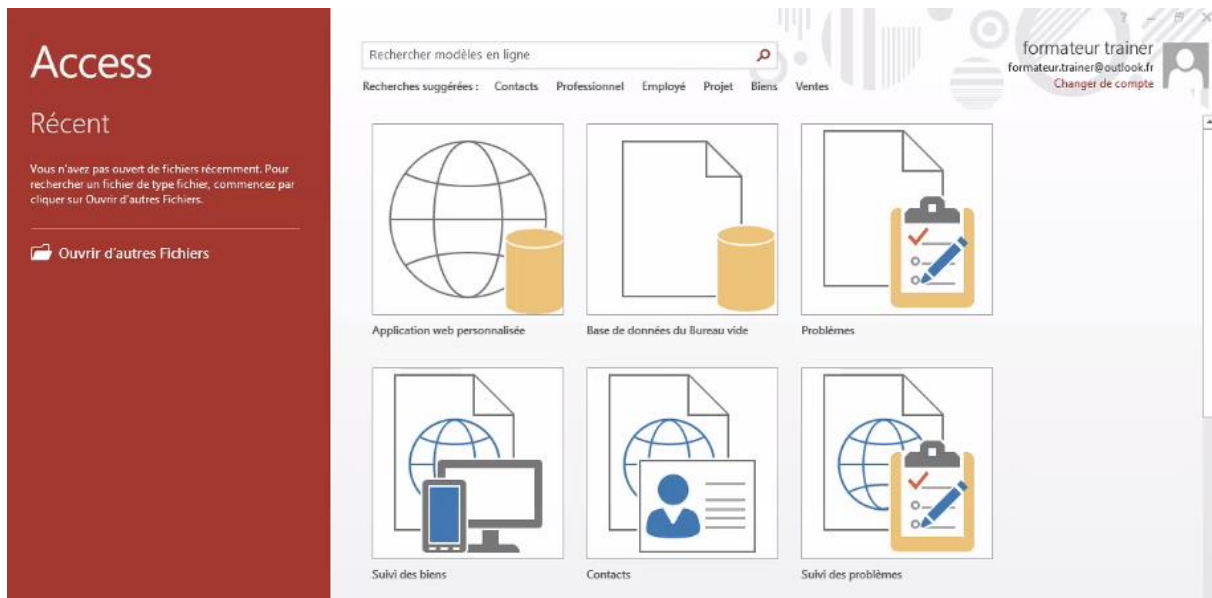 Access
Récent
Vous n'avez pas ouvert de fichiers récemment. Pour
rechercher un fichier de type fichier, commencez par
cliquer sur Ouvrir d'autres Fichiers.
Ouvrir d'autres Fichiers
Rechercher modèles en ligne
Recherches suggérées : Contacts Professionnel Employé Projet Biens Ventes
?
formateur trainer
formateur.trainer@outlook.fr
Changer de compte
Application web personnalisée
Base de données du Bureau vide
Problèmes
Suivi des biens
Contacts
Suivi des problèmes